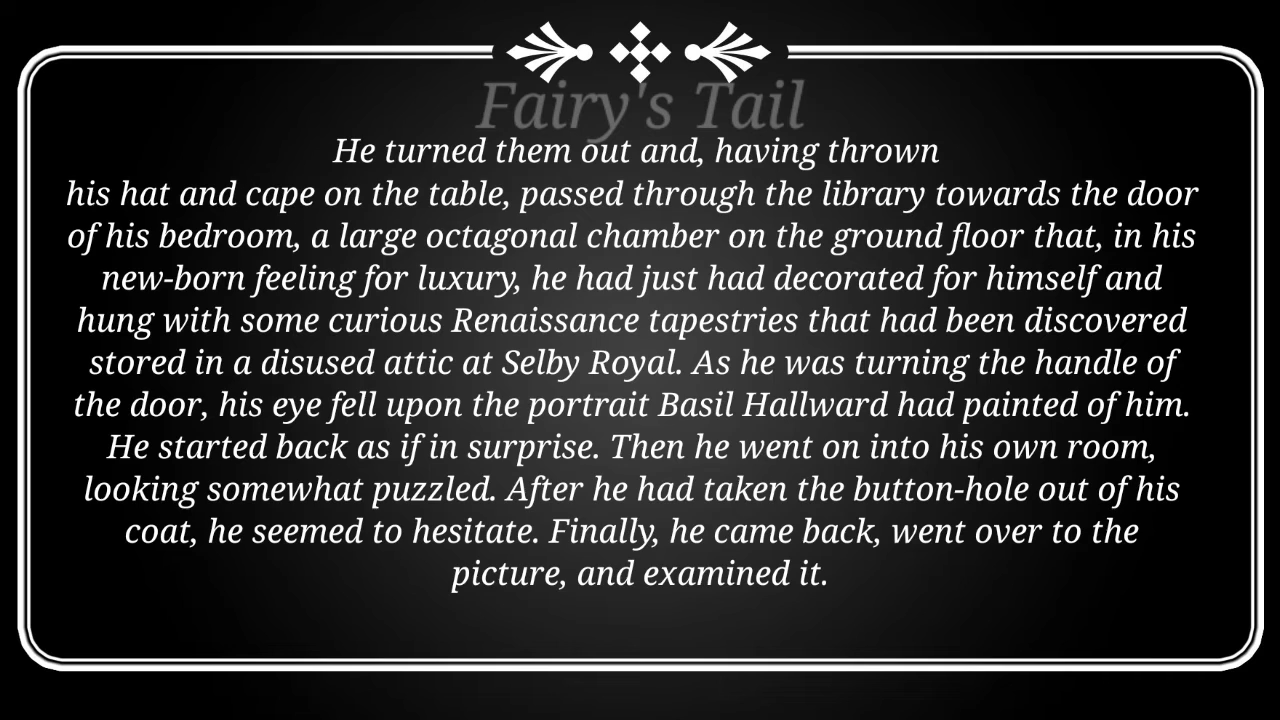 Fairy's Tail
He turned them out and, having thrown
his hat and cape on the table, passed through the library towards the door
of his bedroom, a large octagonal chamber on the ground floor that, in his
new-born feeling for luxury, he had just had decorated for himself and
hung with some curious Renaissance tapestries that had been discovered
stored in a disused attic at Selby Royal. As he was turning the handle of
the door, his eye fell upon the portrait Basil Hallward had painted of him.
He started back as if in surprise. Then he went on into his own room,
looking somewhat puzzled. After he had taken the button-hole out of his
coat, he seemed to hesitate. Finally, he came back, went over to the
picture, and examined it.